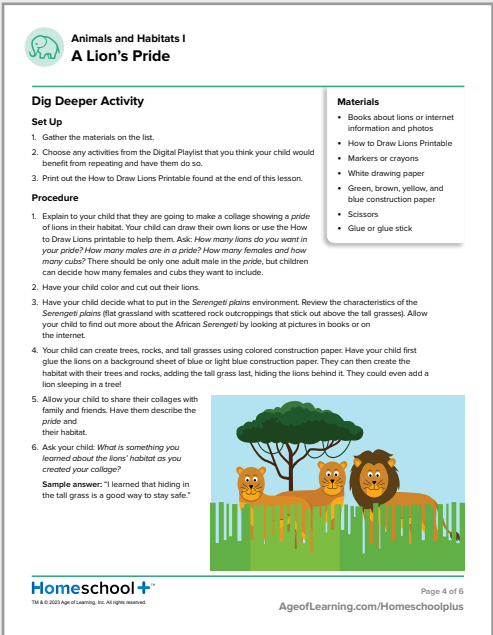 Animals and Habitats I
A Lion's Pride
Dig Deeper Activity
Set Up
1. Gather the materials on the list.
2. Choose any activities from the Digital Playlist that you think your child would
benefit from repeating and have them do so.
3. Print out the How to Draw Lions Printable found at the end of this lesson.
Procedure
1. Explain to your child that they are going to make a collage showing a pride
of lions in their habitat. Your child can draw their own lions or use the How
to Draw Lions printable to help them. Ask: How many lions do you want in
your pride? How many males are in a pride? How many females and how
many cubs? There should be only one adult male in the pride, but children
can decide how many females and cubs they want to include.
2. Have your child color and cut out their lions.
3. Have your child decide what to put in the Serengeti plains environment. Review the characteristics of the
Serengeti plains (flat grassland with scattered rock outcroppings that stick out above the tall grasses). Allow
your child to find out more about the African Serengeti by looking at pictures in books or on
the internet.
4. Your child can create trees, rocks, and tall grasses using colored construction paper. Have your child first
glue the lions on a background sheet of blue or light blue construction paper. They can then create the
habitat with their trees and rocks, adding the tall grass last, hiding the lions behind it. They could even add a
lion sleeping in a tree!
5. Allow your child to share their collages with
family and friends. Have them describe the
pride and
their habitat.
6. Ask your child: What is something you
learned about the lions' habitat as you
created your collage?
Sample answer: "I learned that hiding in
the tall grass is a good way to stay safe."
Materials
• Books about lions or internet
information and photos
• How to Draw Lions Printable
• Markers or crayons
• White drawing paper
• Green, brown, yellow, and
blue construction paper
• Scissors
• Glue or glue stick
Homeschool+™
TM & © 2023 Age of Learning, Inc. All rights reserved.
Page 4 of 6
AgeofLearning.com/Homeschoolplus